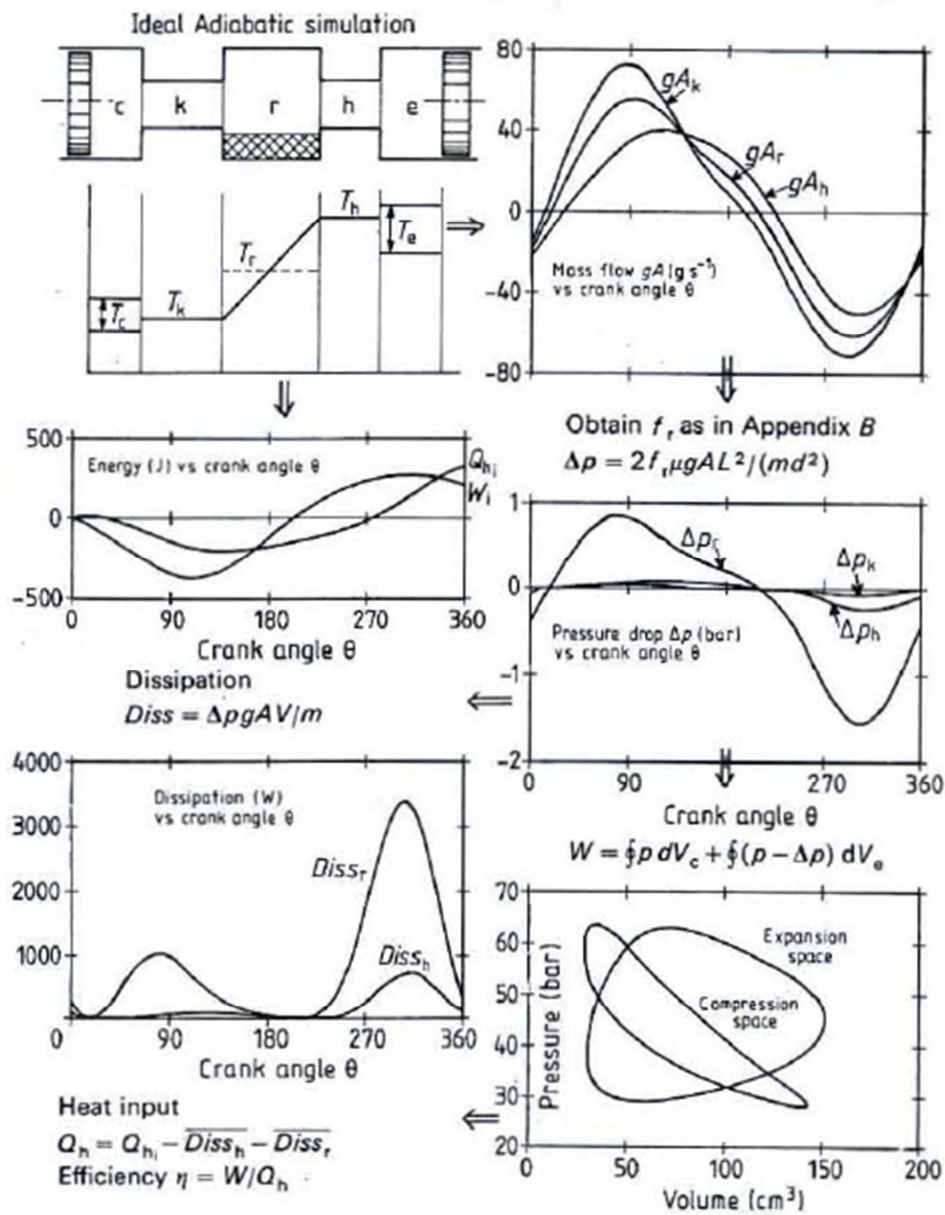 Ideal Adiabatic simulation
c k r h e
T_c
T_k
T_r
T_h
T_e
80
40
0
-40
-80
gA_k
gA_r
gA_h
Mass flow gA (g s⁻¹)
vs crank angle θ
500
0
-500
Energy (J) vs crank angle θ
Q_{h_i}
W_i
0 90 180 270 360
Crank angle θ
Obtain f_r as in Appendix B
Δp = 2f_rμgAL²/(md²)
1
0
-1
-2
Δp_r
Δp_k
Δp_h
Pressure drop Δp (bar)
vs crank angle θ
0 90 270 360
Crank angle θ
Dissipation
Diss = ΔpgAV/m
4000
3000
2000
1000
Dissipation (W)
vs crank angle θ
Diss_r
Diss_h
0 90 180 270 360
Crank angle θ
W = ∮p dV_c + ∮(p − Δp) dV_e
70
60
50
40
30
20
Pressure (bar)
Expansion
space
Compression
space
0 50 100 150 200
Volume (cm³)
Heat input
Q_h = Q_{h_i} − \overline{Diss_h} − \overline{Diss_r}
Efficiency η = W/Q_h